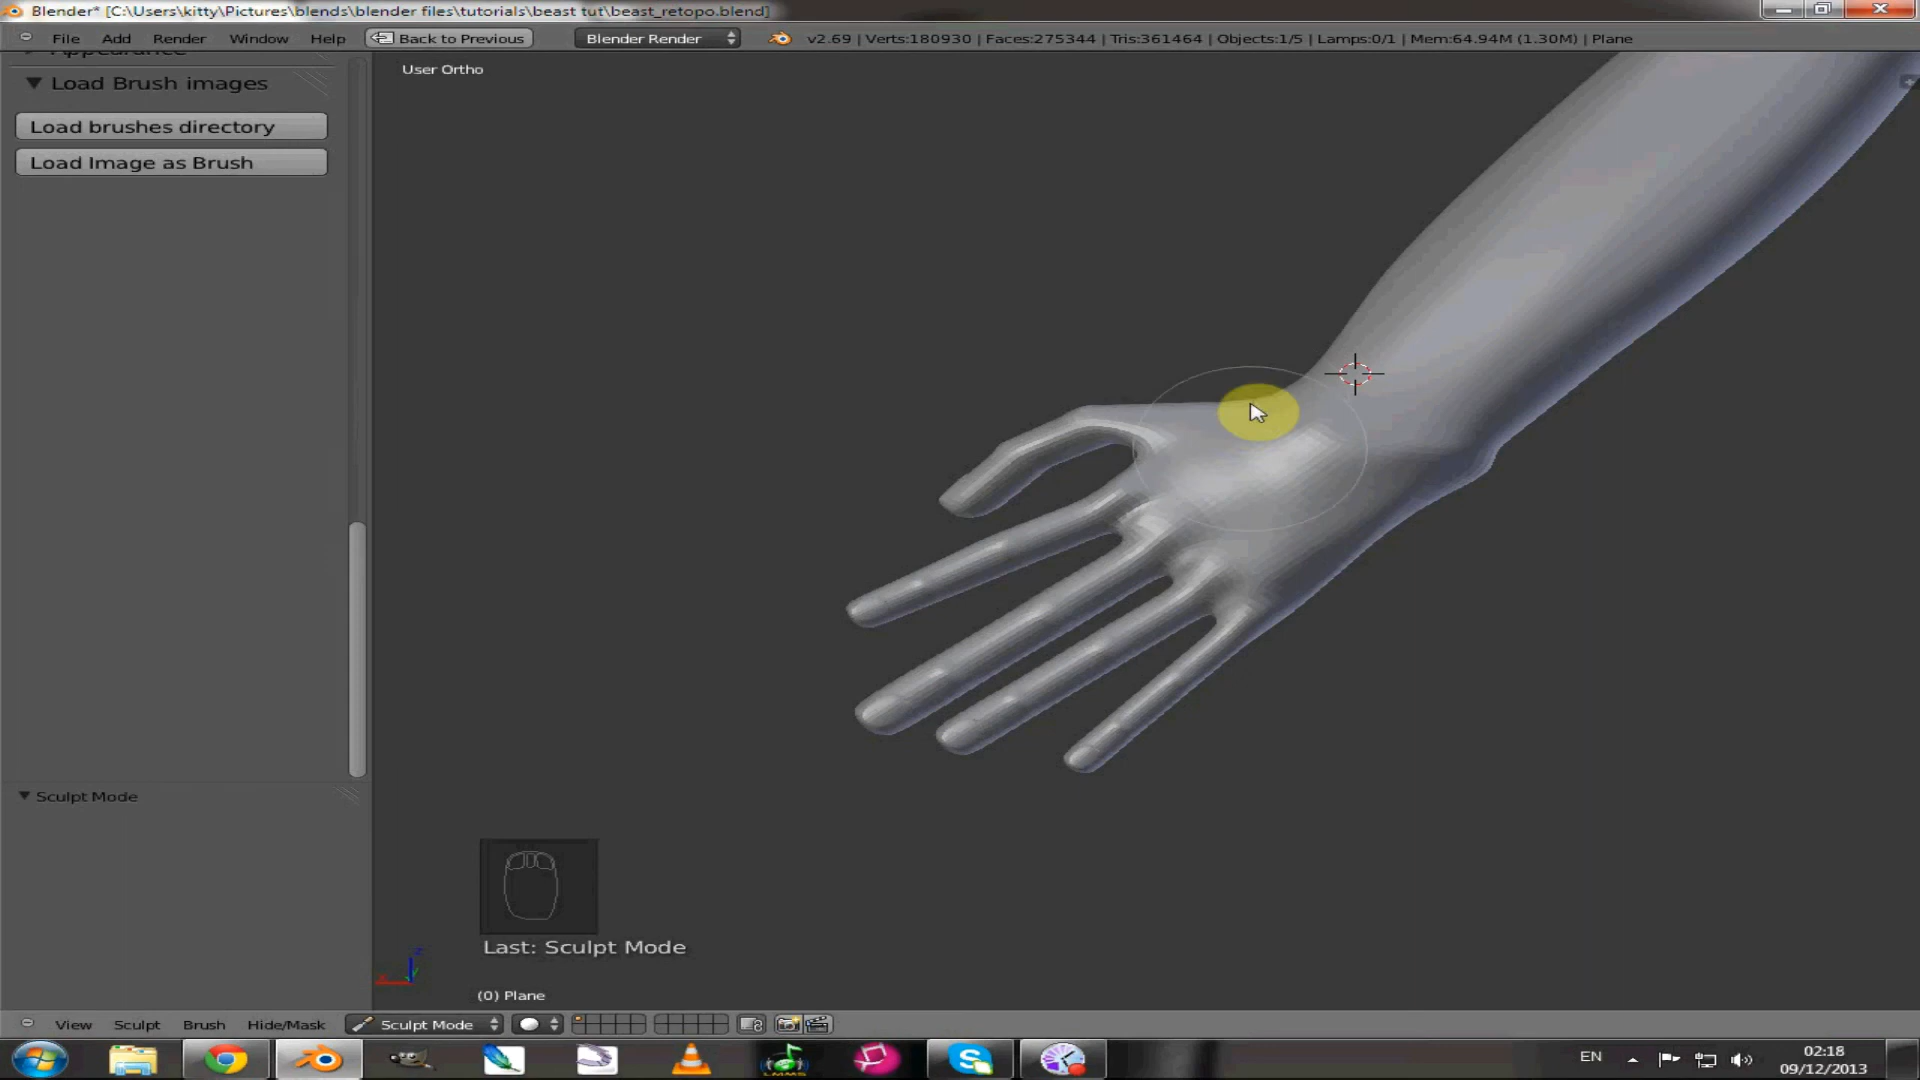 Blender* [C:\Users\kitty\Pictures\blends\blender files\tutorials\beast tut\beast_retopo.blend]
File Add Render Window Help Back to Previous Blender Render v2.69 | Verts:180930 | Faces:275344 | Tris:361464 | Objects:1/5 | Lamps:0/1 | Mem:64.94M (1.30M) | Plane
Appearance
User Ortho
Load Brush images
Load brushes directory
Load Image as Brush
Sculpt Mode
Last: Sculpt Mode
(0) Plane
View Sculpt Brush Hide/Mask Sculpt Mode
LMMS
EN
02:18
09/12/2013